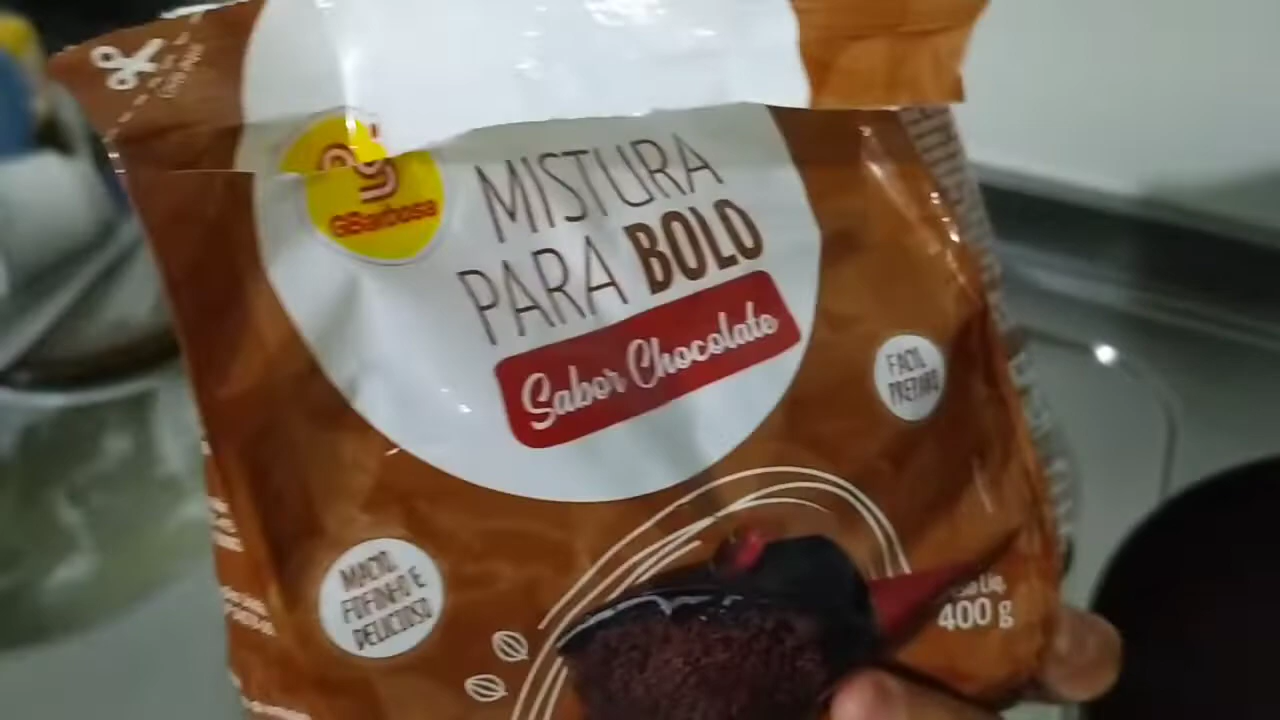 GBarbosa
MISTURA
PARA BOLO
Sabor Chocolate
FÁCIL
PREPARO
MACIO,
FOFINHO E
DELICIOSO
400 g